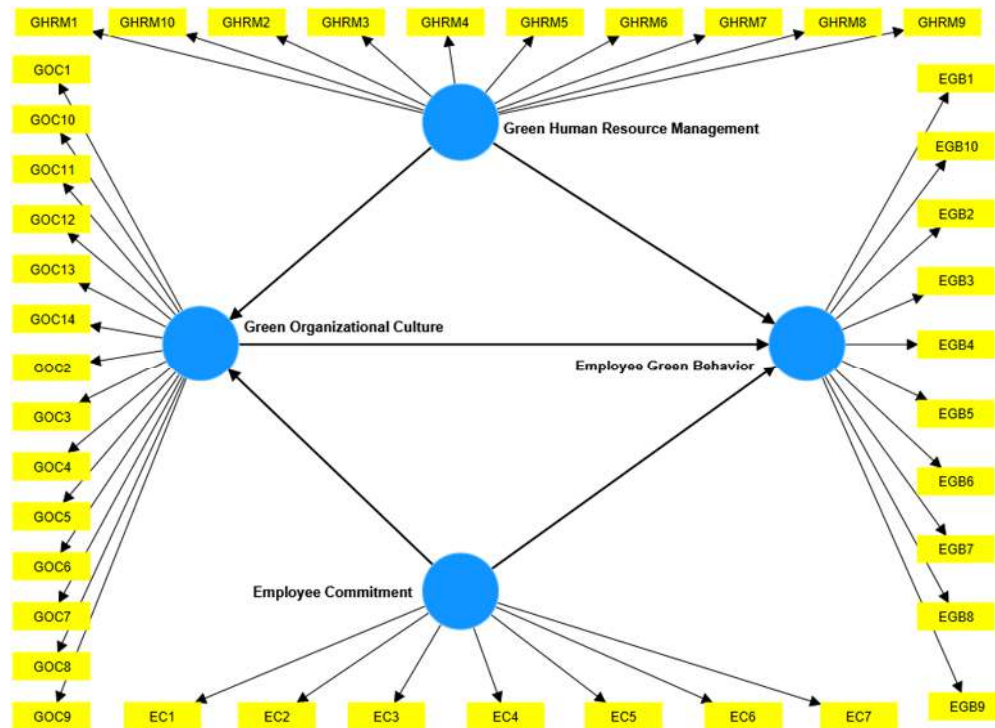 GHRM1
GHRM10
GHRM2
GHRM3
GHRM4
GHRM5
GHRM6
GHRM7
GHRM8
GHRM9
GOC1
GOC10
GOC11
GOC12
GOC13
GOC14
GOC2
GOC3
GOC4
GOC5
GOC6
GOC7
GOC8
GOC9
Green Human Resource Management
Green Organizational Culture
Employee Green Behavior
Employee Commitment
EGB1
EGB10
EGB2
EGB3
EGB4
EGB5
EGB6
EGB7
EGB8
EGB9
EC1
EC2
EC3
EC4
EC5
EC6
EC7